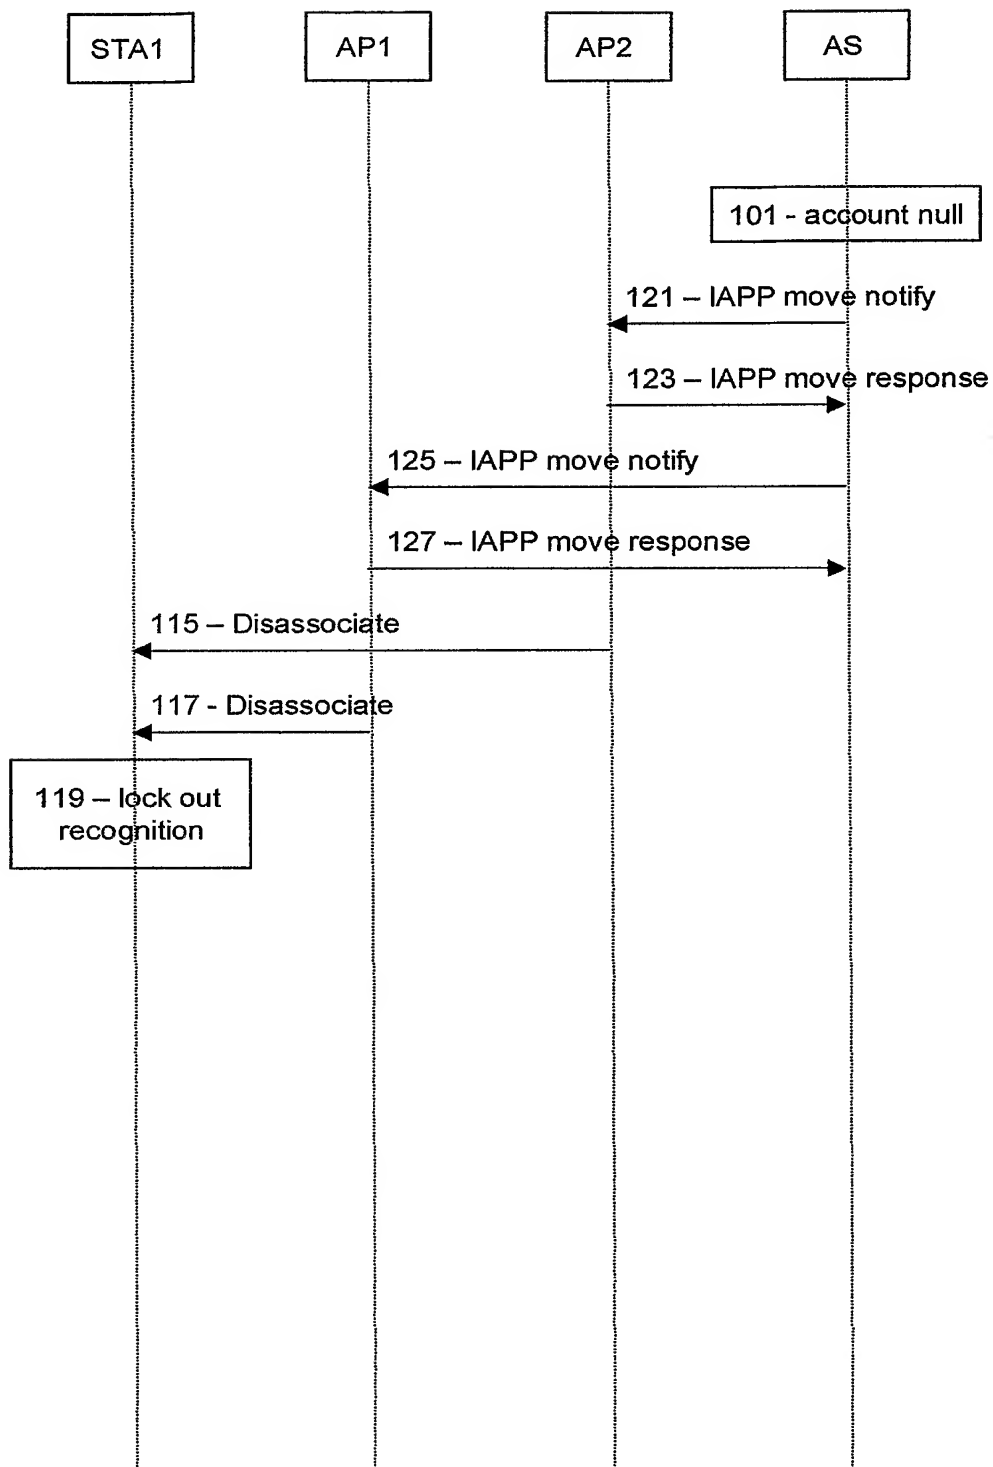 STA1
AP1
AP2
AS
101 - account null
121 – IAPP move notify
123 – IAPP move response
125 – IAPP move notify
127 – IAPP move response
115 – Disassociate
117 - Disassociate
119 – lock out
recognition